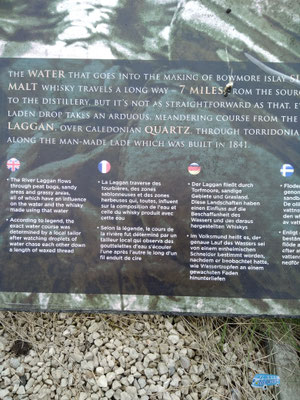 THE WATER THAT GOES INTO THE MAKING OF BOWMORE ISLAY
MALT WHISKY TRAVELS A LONG WAY – 7 MILES, FROM THE SOUR
TO THE DISTILLERY, BUT IT'S NOT AS STRAIGHTFORWARD AS THAT. E
LADEN DROP TAKES AN ARDUOUS, MEANDERING COURSE FROM THE
LAGGAN, OVER CALEDONIAN QUARTZ, THROUGH TORRIDONIA
ALONG THE MAN-MADE LADE WHICH WAS BUILT IN 1841.
• The River Laggan flows
through peat bogs, sandy
areas and grassy areas,
all of which have an influence
on the water and the whisky
made using that water
• According to legend, the
exact water course was
determined by a local tailor
after watching droplets of
water chase each other down
a length of waxed thread
• La Laggan traverse des
tourbières, des zones
sablonneuses et des zones
herbeuses qui, toutes, influent
sur la composition de l'eau et
celle du whisky produit avec
cette eau
• Selon la légende, le cours de
la rivière fut déterminé par un
tailleur local qui observa des
gouttelettes d'eau s'écouler
l'une après l'autre le long d'un
fil enduit de cire
• Der Laggan fließt durch
Torfmoore, sandige
Gebiete und Grasland.
Diese Landschaften haben
einen Einfluss auf die
Beschaffenheit des
Wassers und den daraus
hergestellten Whiskys
• Im Volksmund heißt es, der
genaue Lauf des Wassers sei
von einem einheimischen
Schneider bestimmt worden,
nachdem er beobachtet hatte,
wie Wassertropfen an einem
gewachsten Faden
hinunterliefen